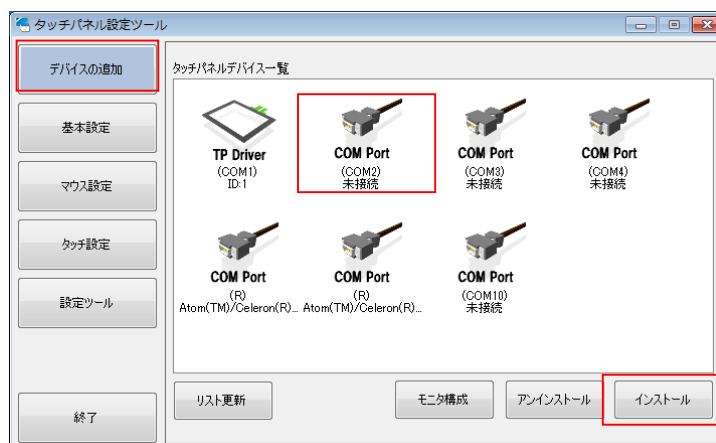 タッチパネル設定ツール
デバイスの追加
基本設定
マウス設定
タッチ設定
設定ツール
終了
タッチパネルデバイス一覧
TP Driver
(COM1)
ID:1
COM Port
(COM2)
未接続
COM Port
(COM3)
未接続
COM Port
(COM4)
未接続
COM Port
(R)
Atom(TM)/Celeron(R)...
COM Port
(R)
Atom(TM)/Celeron(R)...
COM Port
(COM10)
未接続
リスト更新
モニタ構成
アンインストール
インストール